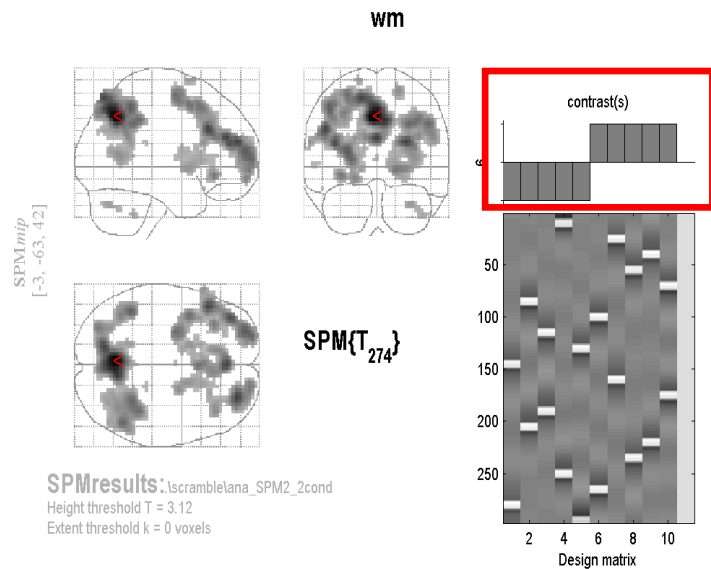 wm
contrast(s)
SPMmip
[-3, -63, 42]
SPM{T274}
50
100
150
200
250
2 4 6 8 10
Design matrix
SPMresults:.\scramble\ana_SPM2_2cond
Height threshold T = 3.12
Extent threshold k = 0 voxels